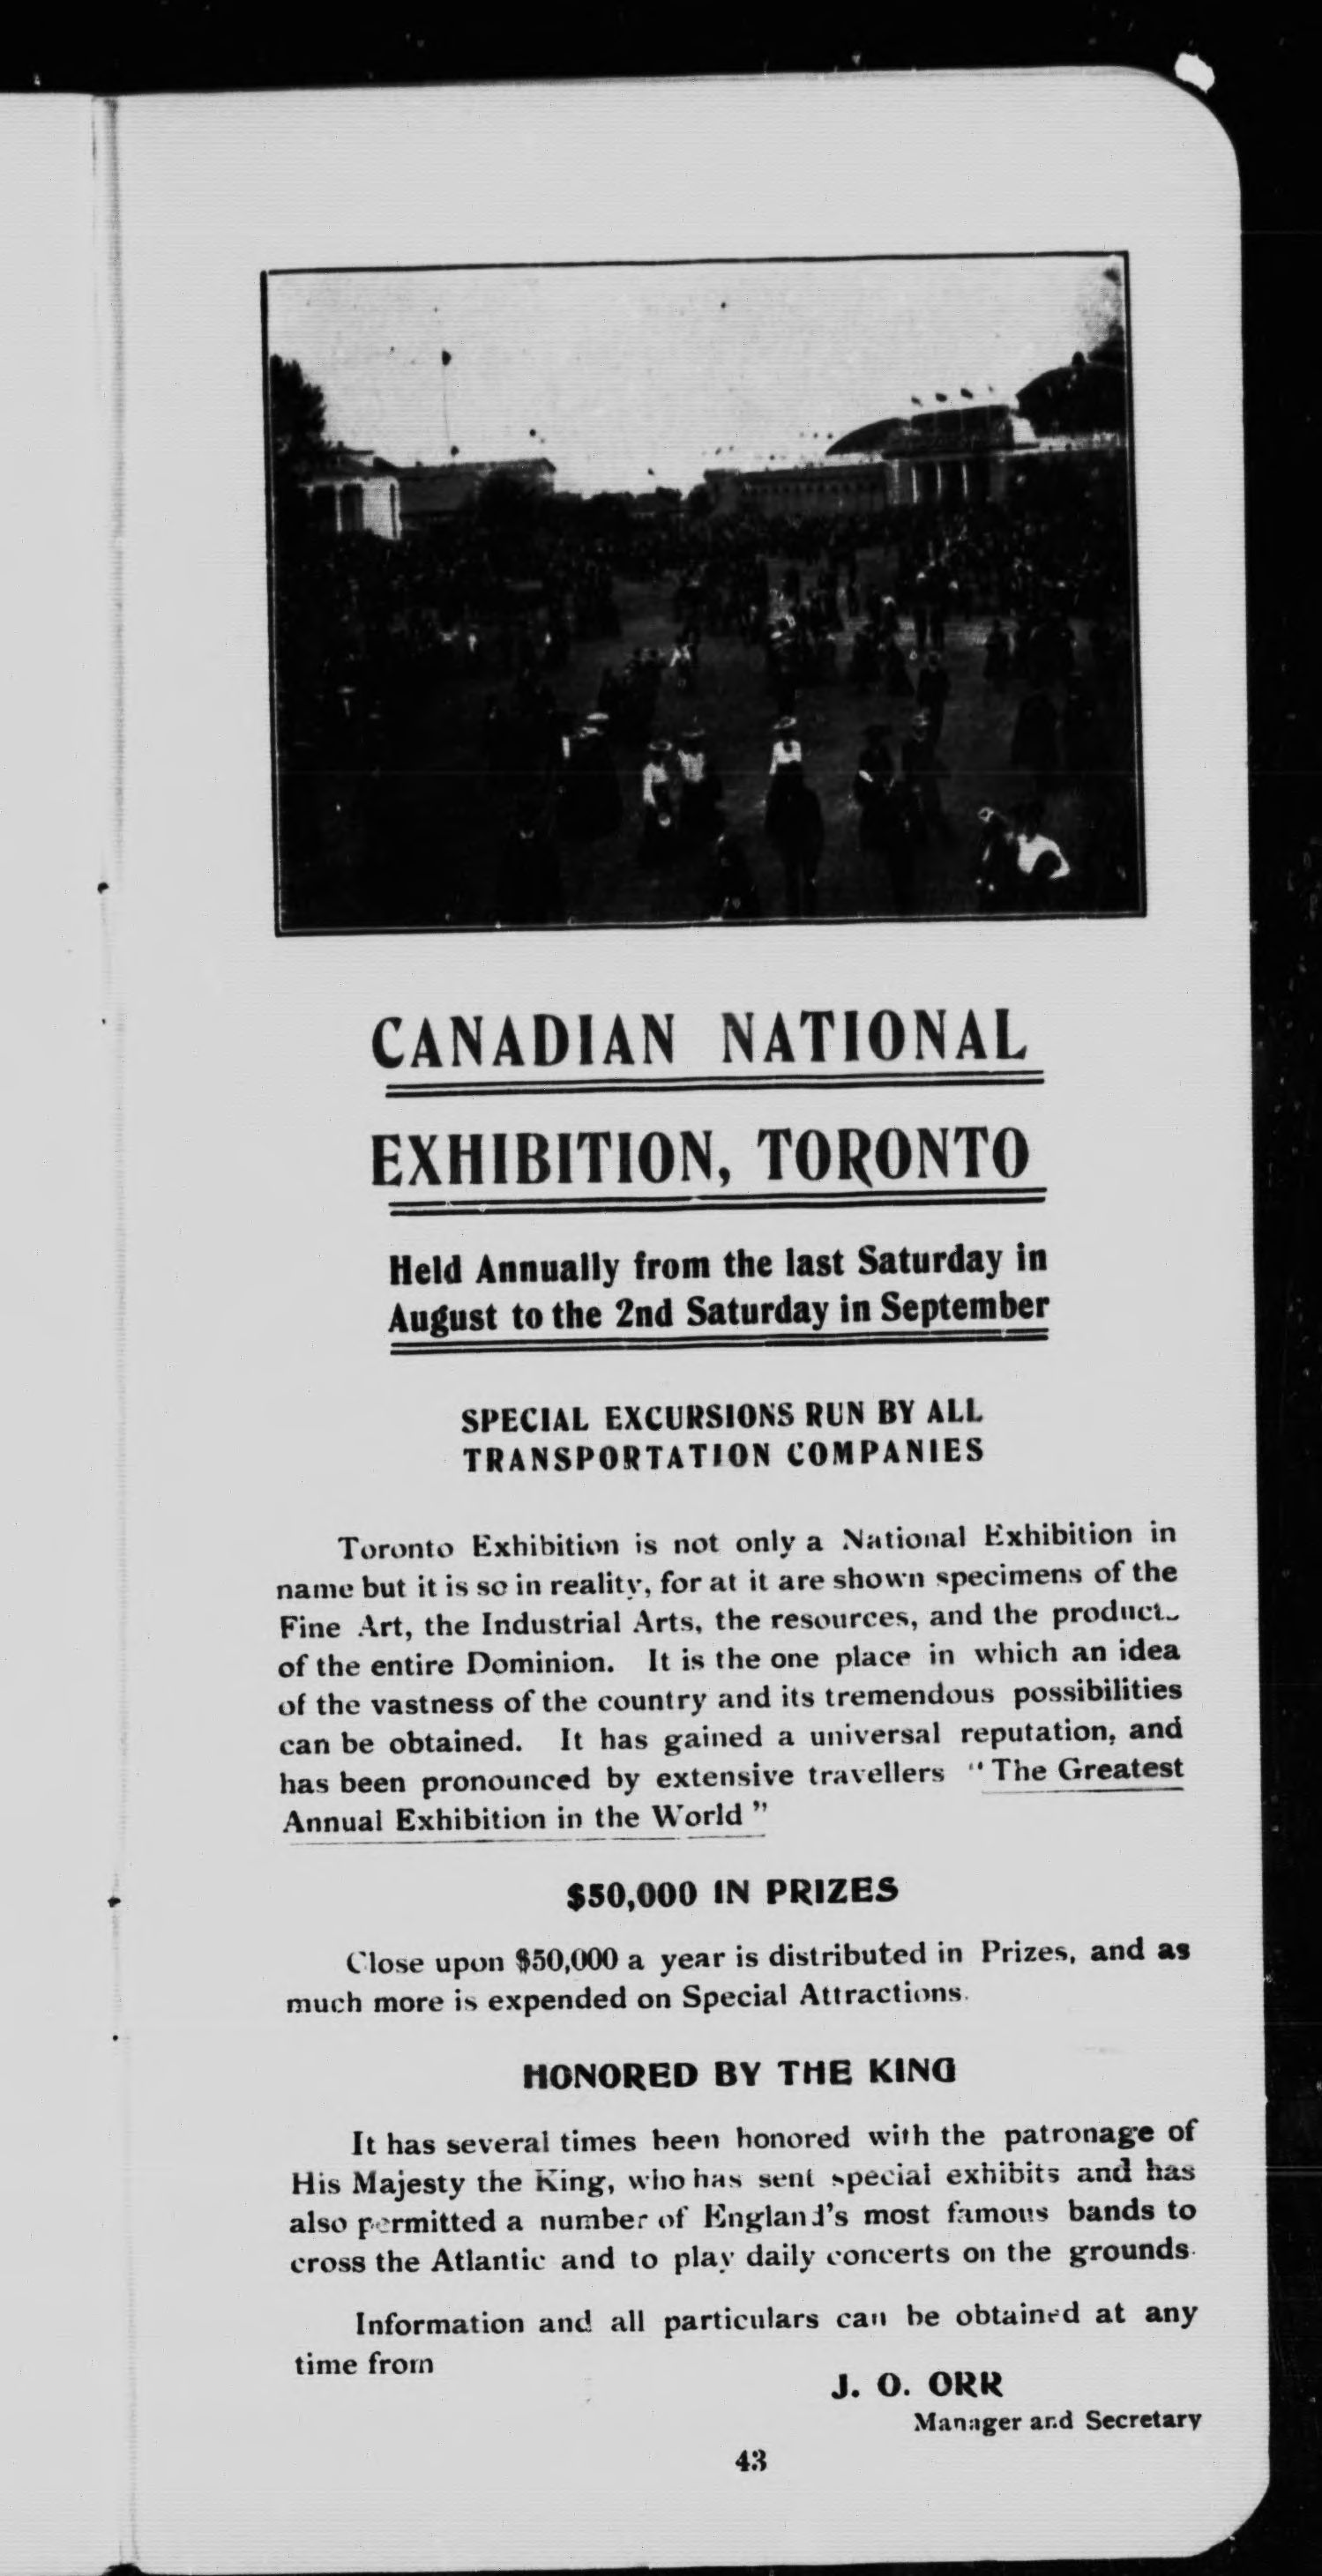 CANADIAN NATIONAL
EXHIBITION, TORONTO
Held Annually from the last Saturday in
August to the 2nd Saturday in September
SPECIAL EXCURSIONS RUN BY ALL
TRANSPORTATION COMPANIES
Toronto Exhibition is not only a National Exhibition in
name but it is so in reality, for at it are shown specimens of the
Fine Art, the Industrial Arts, the resources, and the product
of the entire Dominion. It is the one place in which an idea
of the vastness of the country and its tremendous possibilities
can be obtained. It has gained a universal reputation, and
has been pronounced by extensive travellers "The Greatest
Annual Exhibition in the World"
$50,000 IN PRIZES
Close upon $50,000 a year is distributed in Prizes, and as
much more is expended on Special Attractions.
HONORED BY THE KING
It has several times been honored with the patronage of
His Majesty the King, who has sent special exhibits and has
also permitted a number of England's most famous bands to
cross the Atlantic and to play daily concerts on the grounds.
Information and all particulars can be obtained at any
time from
J. O. ORR
Manager and Secretary
43